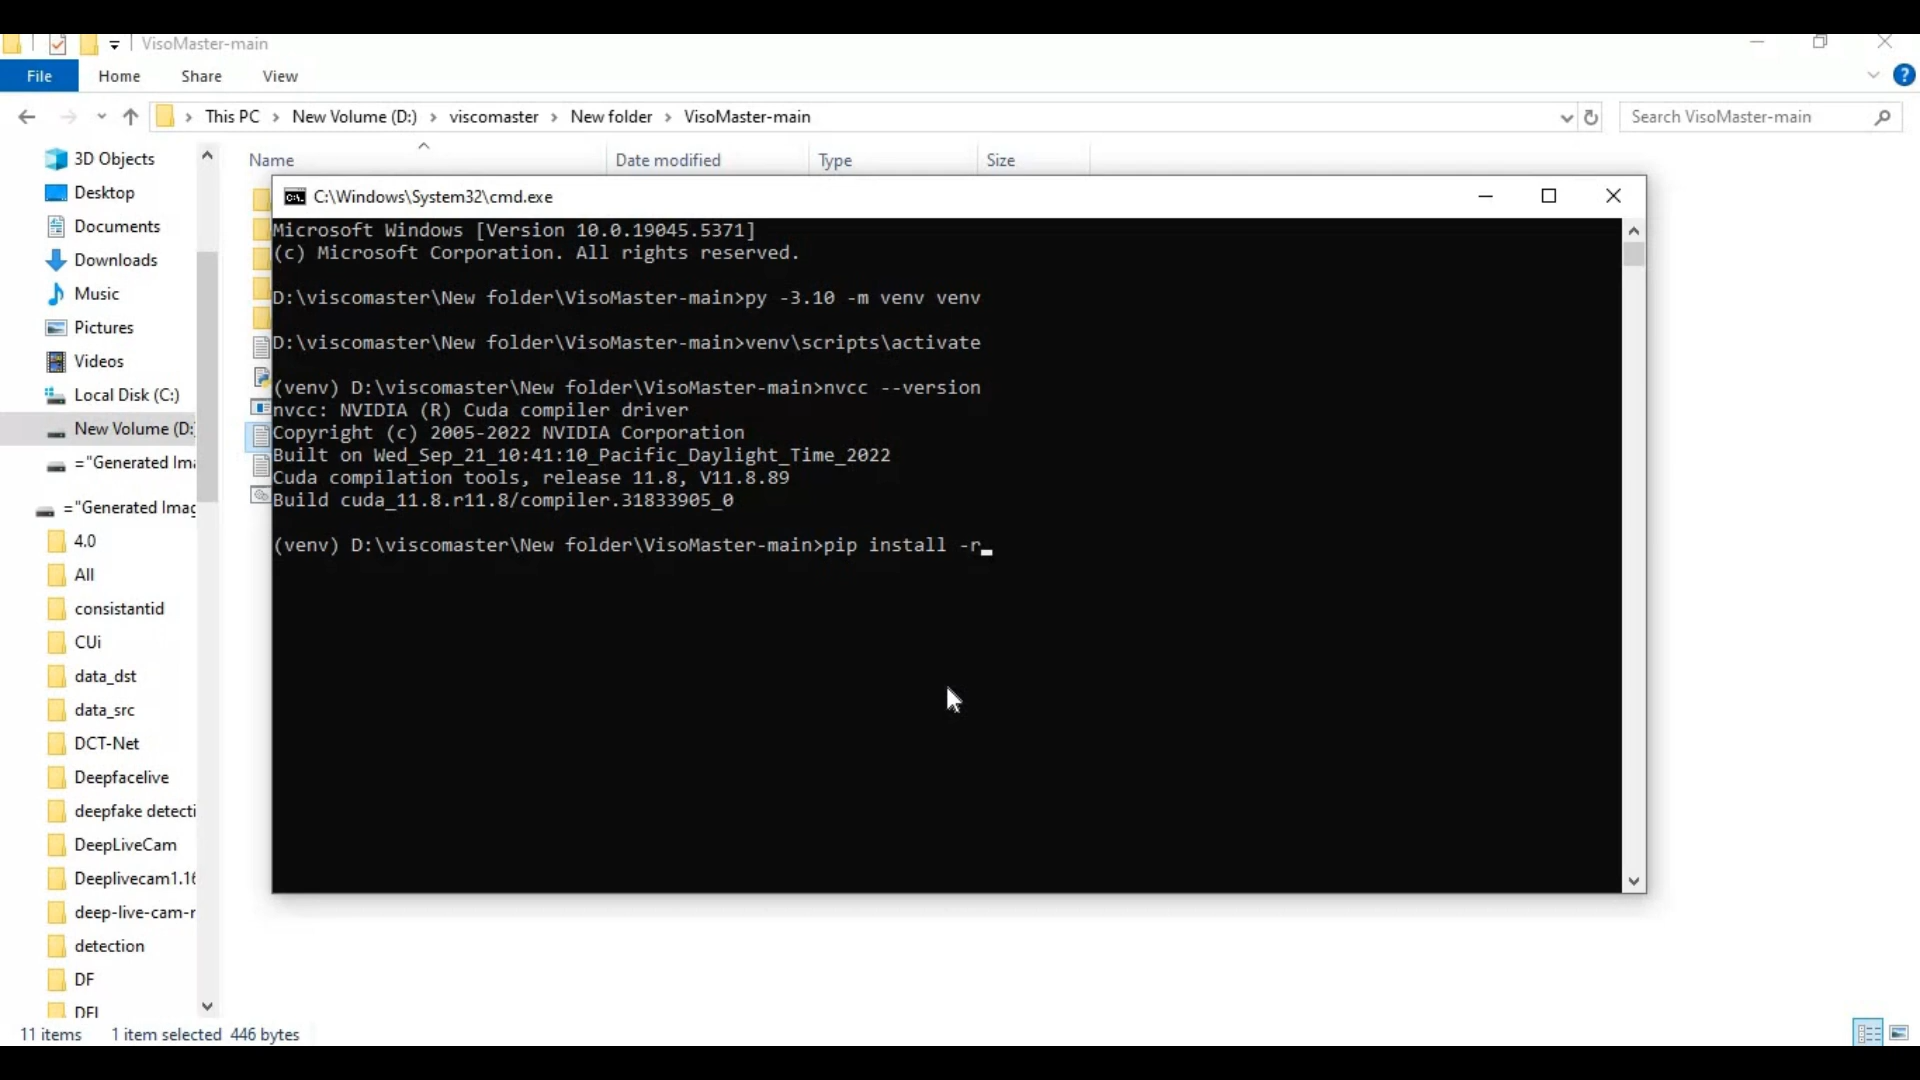 VisoMaster-main
File Home Share View
This PC New Volume (D:) viscomaster New folder VisoMaster-main
Search VisoMaster-main
Name Date modified Type Size
3D Objects
Desktop
Documents
Downloads
Music
Pictures
Videos
Local Disk (C:)
New Volume (D:
="Generated Ima
="Generated Imag
4.0
All
consistantid
CUi
data_dst
data_src
DCT-Net
Deepfacelive
deepfake detecti
DeepLiveCam
Deeplivecam1.16
deep-live-cam-r
detection
DF
DFL
C:\Windows\System32\cmd.exe
Microsoft Windows [Version 10.0.19045.5371]
(c) Microsoft Corporation. All rights reserved.
D:\viscomaster\New folder\VisoMaster-main>py -3.10 -m venv venv
D:\viscomaster\New folder\VisoMaster-main>venv\scripts\activate
(venv) D:\viscomaster\New folder\VisoMaster-main>nvcc --version
nvcc: NVIDIA (R) Cuda compiler driver
Copyright (c) 2005-2022 NVIDIA Corporation
Built on Wed_Sep_21_10:41:10_Pacific_Daylight_Time_2022
Cuda compilation tools, release 11.8, V11.8.89
Build cuda_11.8.r11.8/compiler.31833905_0
(venv) D:\viscomaster\New folder\VisoMaster-main>pip install -r
11 items 1 item selected 446 bytes